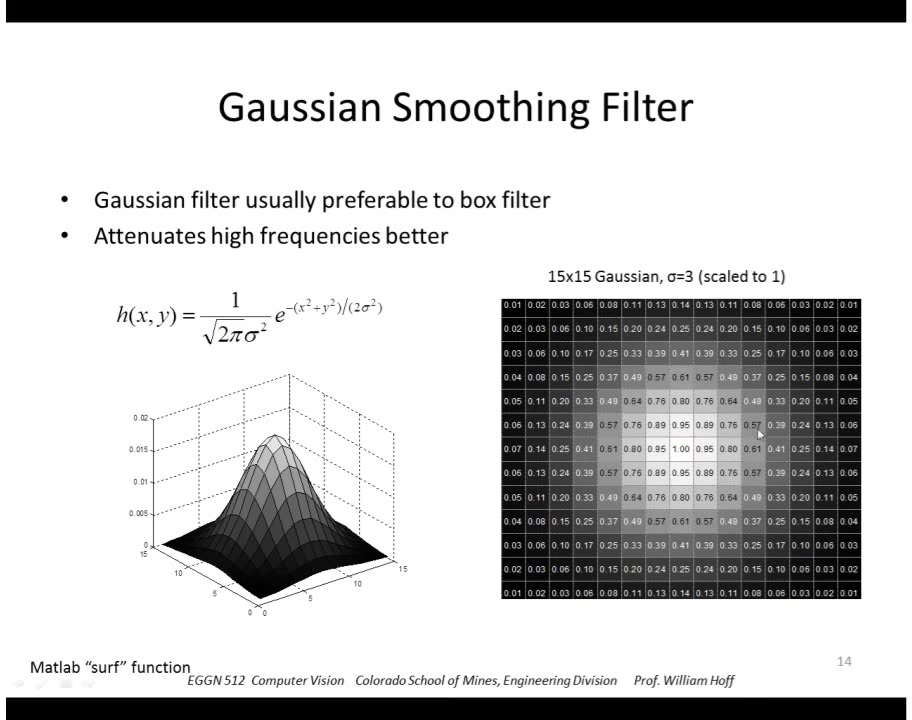 Gaussian Smoothing Filter
• Gaussian filter usually preferable to box filter
• Attenuates high frequencies better
15x15 Gaussian, σ=3 (scaled to 1)
h(x, y) = 1/(√2π σ²) e^−(x²+y²)/(2σ²)
0.01 0.02 0.03 0.06 0.08 0.11 0.13 0.14 0.13 0.11 0.08 0.06 0.03 0.02 0.01
0.02 0.03 0.06 0.10 0.15 0.20 0.24 0.25 0.24 0.20 0.15 0.10 0.06 0.03 0.02
0.03 0.06 0.10 0.17 0.25 0.33 0.39 0.41 0.39 0.33 0.25 0.17 0.10 0.06 0.03
0.04 0.08 0.15 0.25 0.37 0.49 0.57 0.61 0.57 0.49 0.37 0.25 0.15 0.08 0.04
0.05 0.11 0.20 0.33 0.49 0.64 0.76 0.80 0.76 0.64 0.49 0.33 0.20 0.11 0.05
0.06 0.13 0.24 0.39 0.57 0.76 0.89 0.95 0.89 0.76 0.57 0.39 0.24 0.13 0.06
0.07 0.14 0.25 0.41 0.61 0.80 0.95 1.00 0.95 0.80 0.61 0.41 0.25 0.14 0.07
0.06 0.13 0.24 0.39 0.57 0.76 0.89 0.95 0.89 0.76 0.57 0.39 0.24 0.13 0.06
0.05 0.11 0.20 0.33 0.49 0.64 0.76 0.80 0.76 0.64 0.49 0.33 0.20 0.11 0.05
0.04 0.08 0.15 0.25 0.37 0.49 0.57 0.61 0.57 0.49 0.37 0.25 0.15 0.08 0.04
0.03 0.06 0.10 0.17 0.25 0.33 0.39 0.41 0.39 0.33 0.25 0.17 0.10 0.06 0.03
0.02 0.03 0.06 0.10 0.15 0.20 0.24 0.25 0.24 0.20 0.15 0.10 0.06 0.03 0.02
0.01 0.02 0.03 0.06 0.08 0.11 0.13 0.14 0.13 0.11 0.08 0.06 0.03 0.02 0.01
0.02
0.015
0.01
0.005
0
15
10
5
0
0
5
10
15
Matlab “surf” function
14
EGGN 512 Computer Vision Colorado School of Mines, Engineering Division Prof. William Hoff